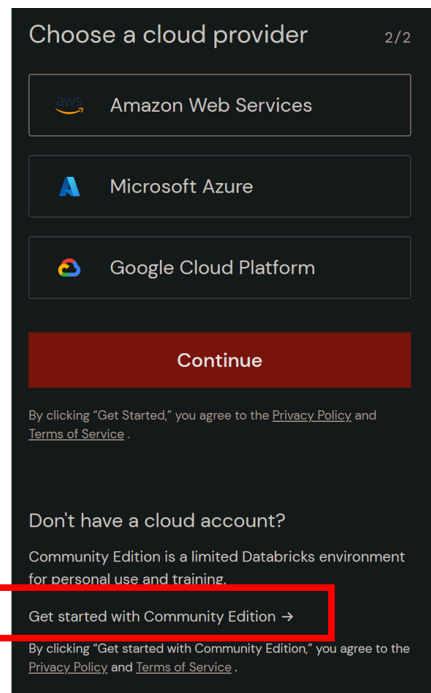 Choose a cloud provider 2/2
aws Amazon Web Services
Microsoft Azure
Google Cloud Platform
Continue
By clicking “Get Started,” you agree to the Privacy Policy and
Terms of Service .
Don't have a cloud account?
Community Edition is a limited Databricks environment
for personal use and training.
Get started with Community Edition →
By clicking “Get started with Community Edition,” you agree to the
Privacy Policy and Terms of Service .